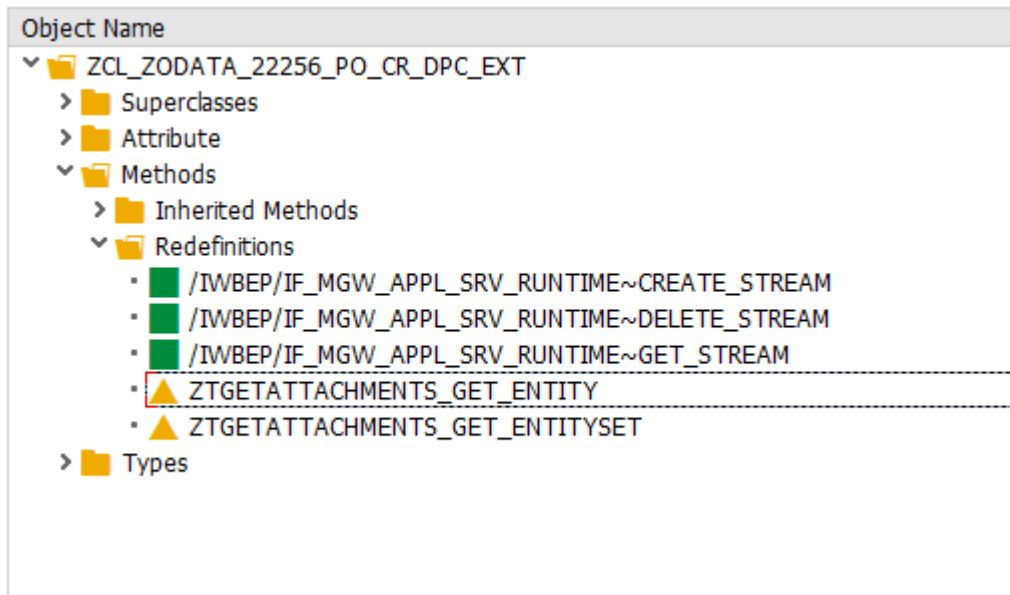 Object Name
ZCL_ZODATA_22256_PO_CR_DPC_EXT
Superclasses
Attribute
Methods
Inherited Methods
Redefinitions
/IWBEP/IF_MGW_APPL_SRV_RUNTIME~CREATE_STREAM
/IWBEP/IF_MGW_APPL_SRV_RUNTIME~DELETE_STREAM
/IWBEP/IF_MGW_APPL_SRV_RUNTIME~GET_STREAM
ZTGETATTACHMENTS_GET_ENTITY
ZTGETATTACHMENTS_GET_ENTITYSET
Types